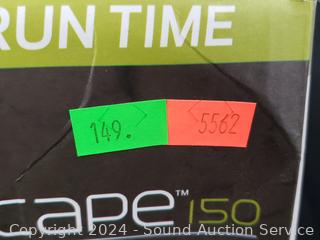 RUN TIME
149. 5562
cape™150
Copyright 2024 - Sound Auction Service